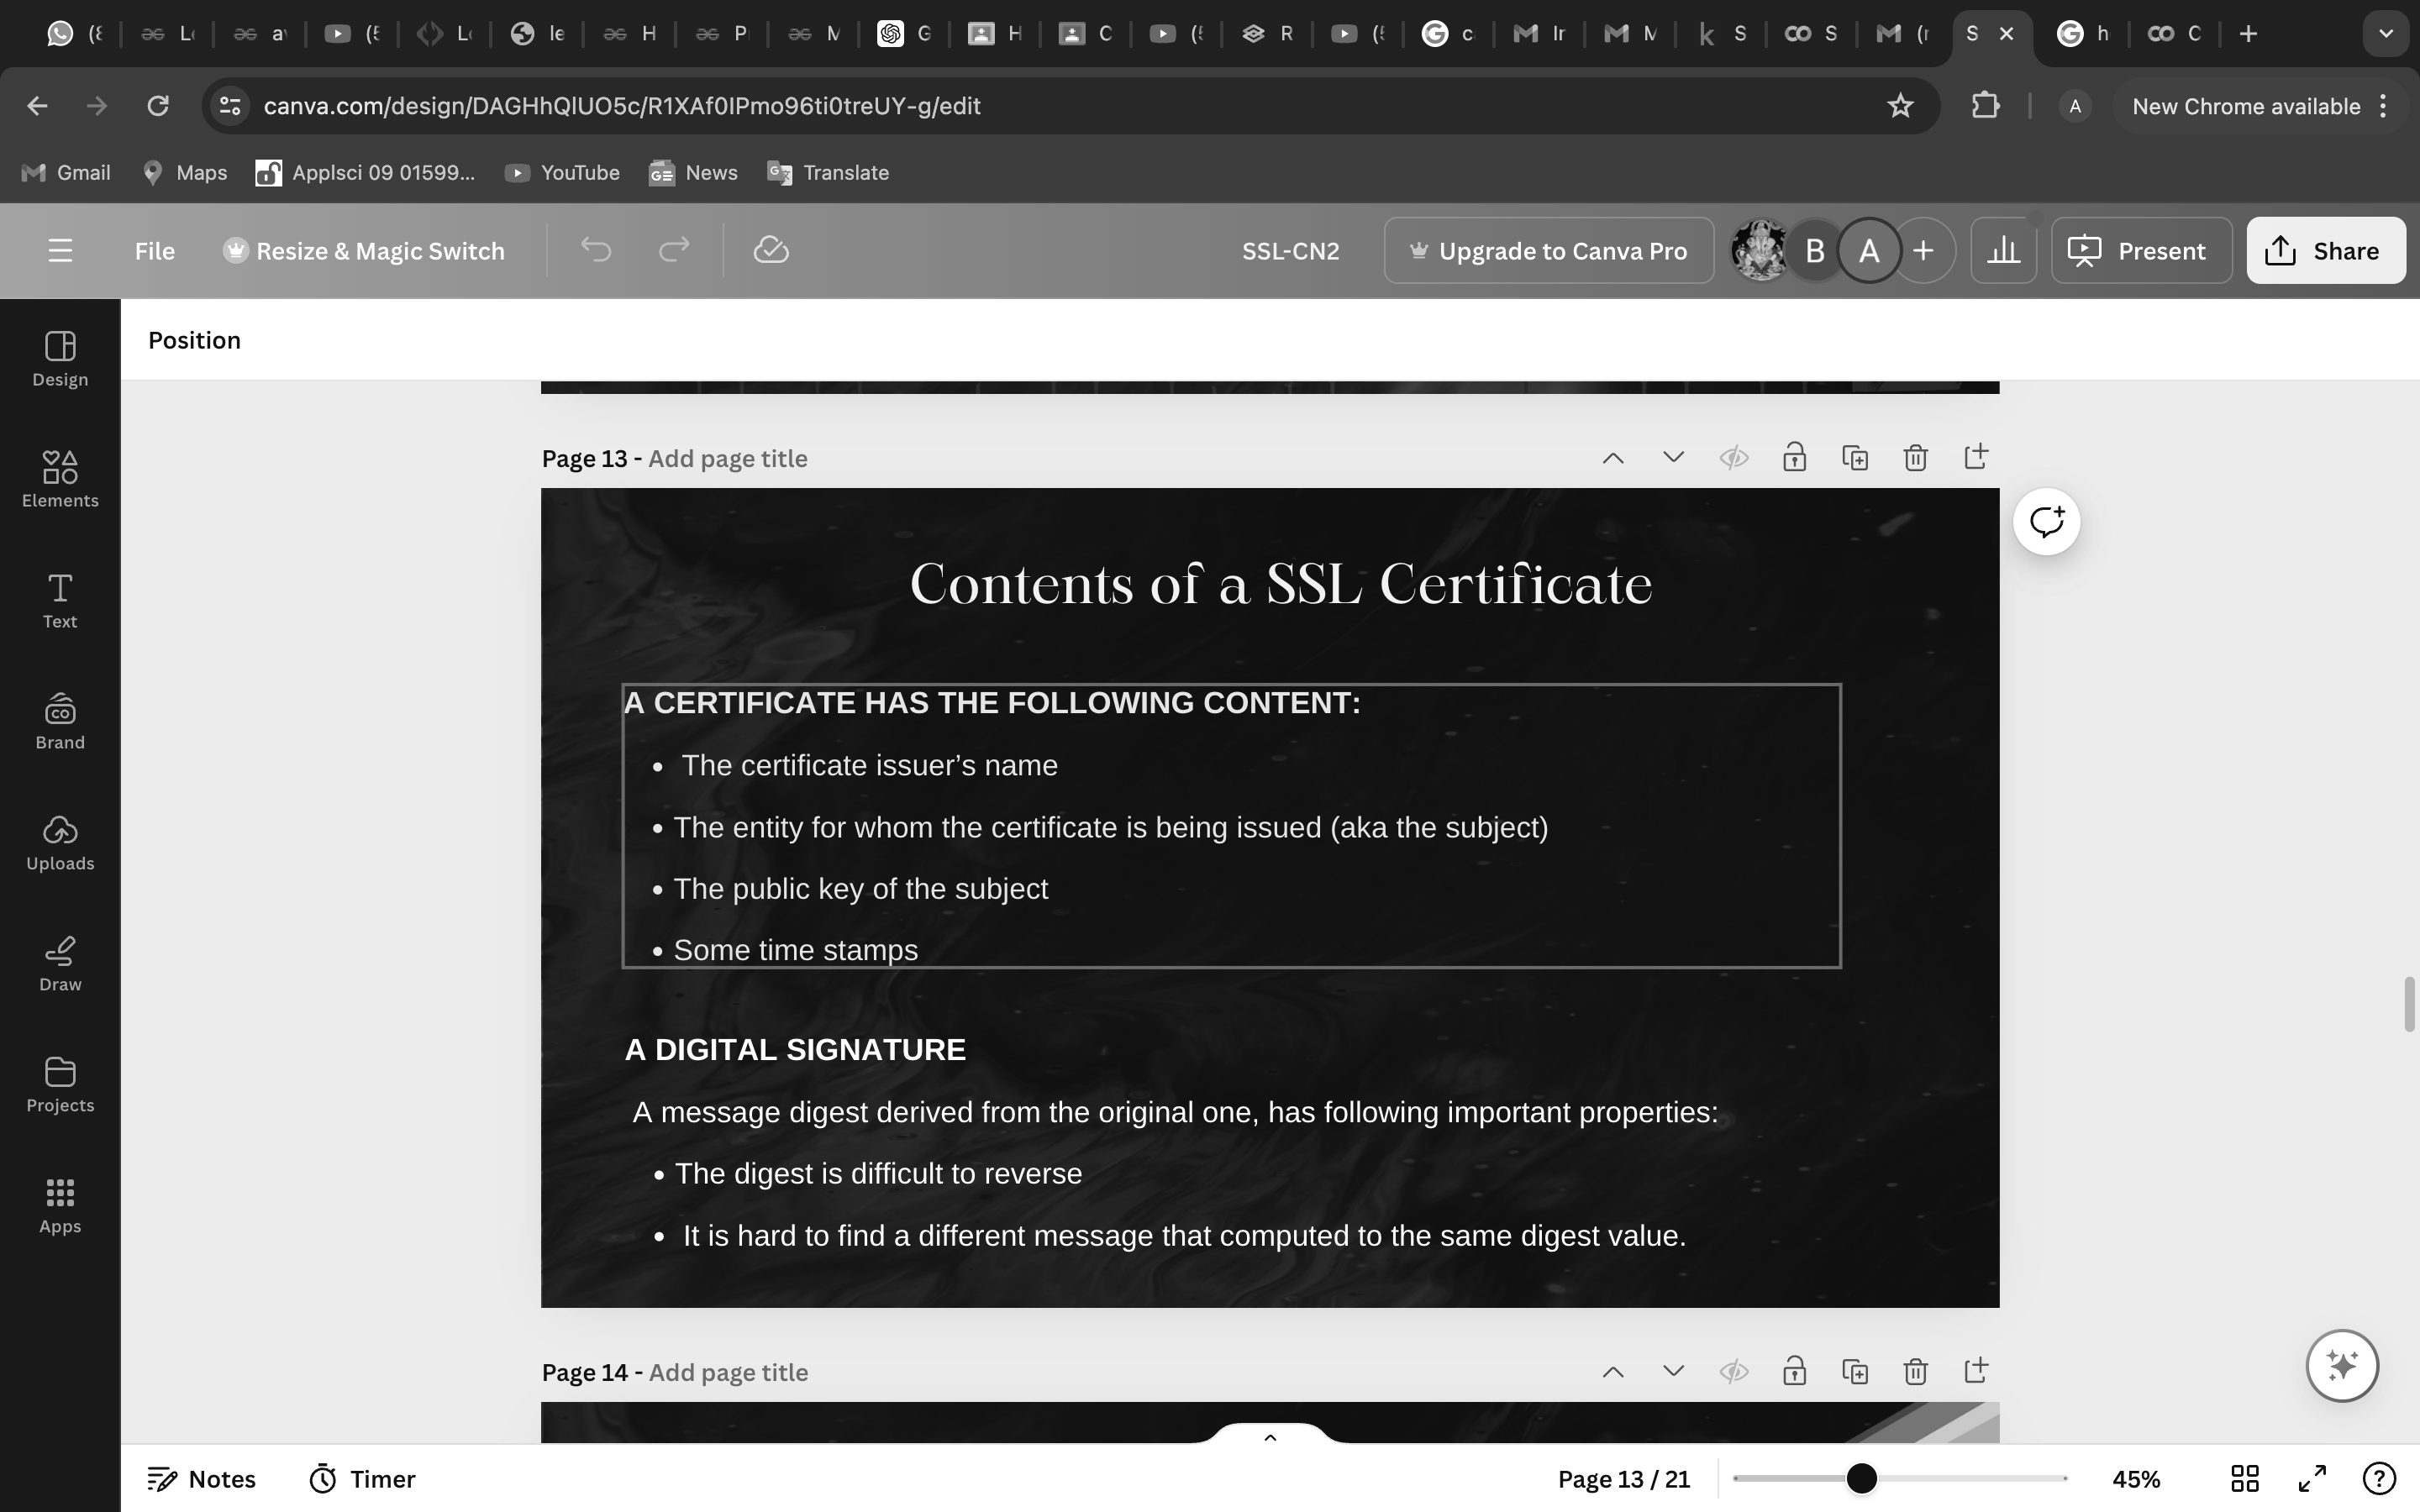 (8
L
a
(5
L
le
H
P
M
G
H
C
(5
R
(5
c
Ir
M
S
S
(r
S
h
C
canva.com/design/DAGHhQlUO5c/R1XAf0IPmo96ti0treUY-g/edit
A
New Chrome available
Gmail
Maps
Applsci 09 01599...
YouTube
News
Translate
File
Resize & Magic Switch
SSL-CN2
Upgrade to Canva Pro
B
A
Present
Share
Position
Design
Elements
Text
Brand
Uploads
Draw
Projects
Apps
Page 13 - Add page title
Contents of a SSL Certificate
A CERTIFICATE HAS THE FOLLOWING CONTENT:
• The certificate issuer’s name
• The entity for whom the certificate is being issued (aka the subject)
• The public key of the subject
• Some time stamps
A DIGITAL SIGNATURE
A message digest derived from the original one, has following important properties:
• The digest is difficult to reverse
• It is hard to find a different message that computed to the same digest value.
Page 14 - Add page title
Notes
Timer
Page 13 / 21
45%